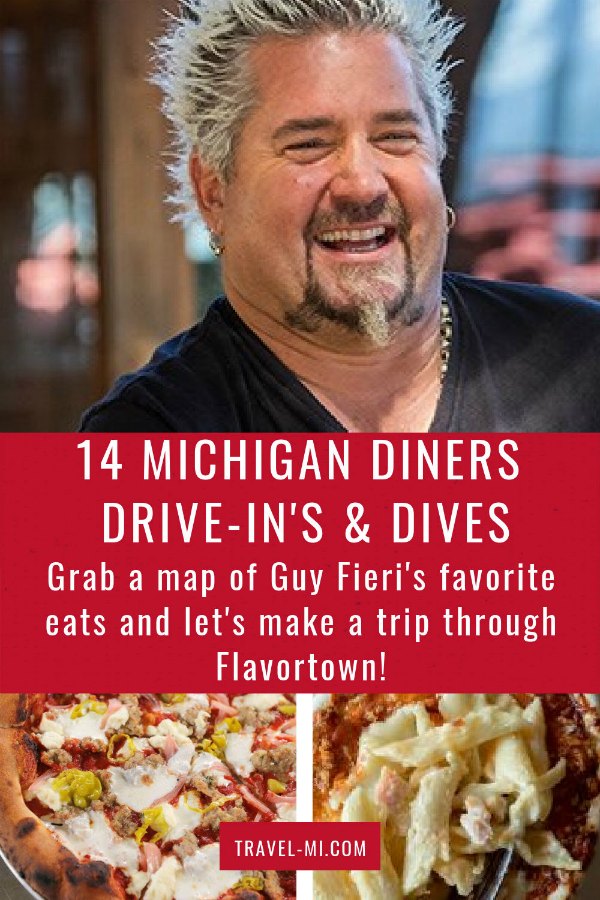 14 MICHIGAN DINERS
DRIVE-IN'S & DIVES
Grab a map of Guy Fieri's favorite
eats and let's make a trip through
Flavortown!
TRAVEL-MI.COM